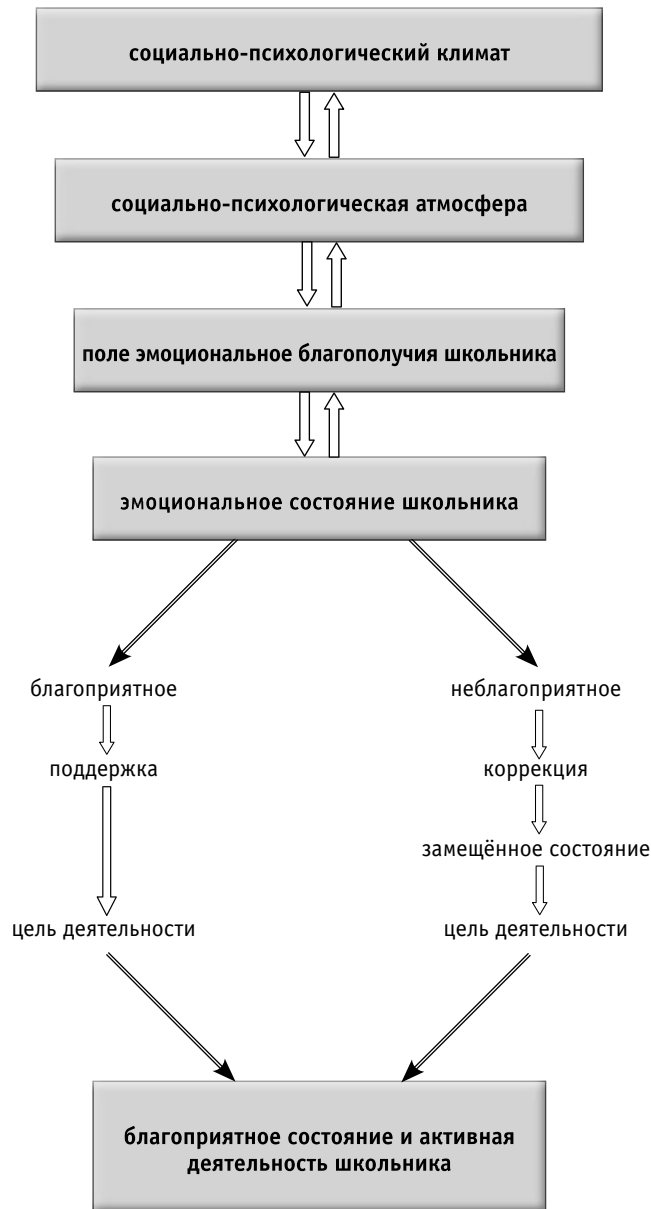 социально-психологический климат
социально-психологическая атмосфера
поле эмоциональное благополучия школьника
эмоциональное состояние школьника
благоприятное
неблагоприятное
поддержка
коррекция
замещённое состояние
цель деятельности
цель деятельности
благоприятное состояние и активная
деятельность школьника